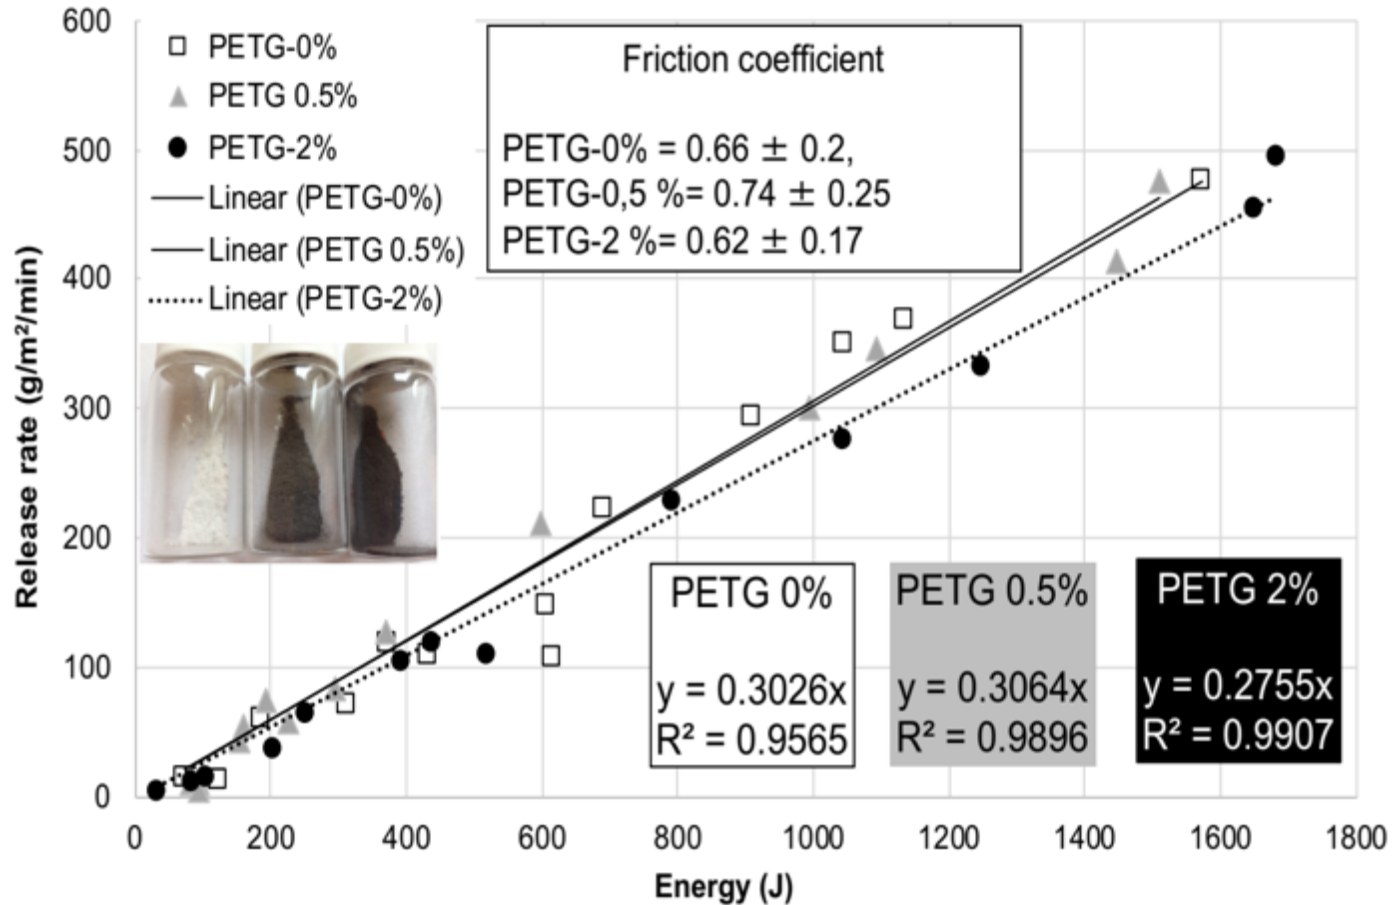 600
500
400
300
200
100
0
Release rate (g/m²/min)
PETG-0%
PETG 0.5%
PETG-2%
Linear (PETG-0%)
Linear (PETG 0.5%)
Linear (PETG-2%)
Friction coefficient
PETG-0% = 0.66 ± 0.2,
PETG-0,5 %= 0.74 ± 0.25
PETG-2 %= 0.62 ± 0.17
PETG 0%
y = 0.3026x
R² = 0.9565
PETG 0.5%
y = 0.3064x
R² = 0.9896
PETG 2%
y = 0.2755x
R² = 0.9907
0 200 400 600 800 1000 1200 1400 1600 1800
Energy (J)